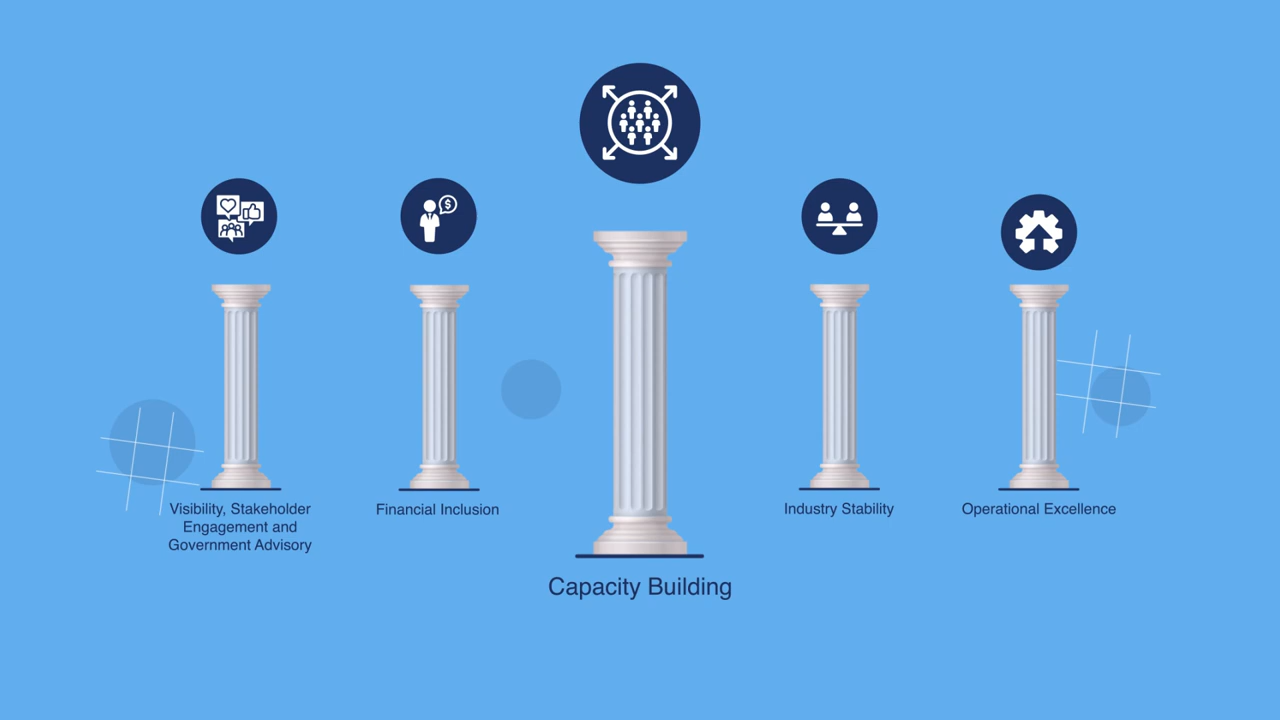 Visibility, Stakeholder
Engagement and
Government Advisory
Financial Inclusion
Capacity Building
Industry Stability
Operational Excellence